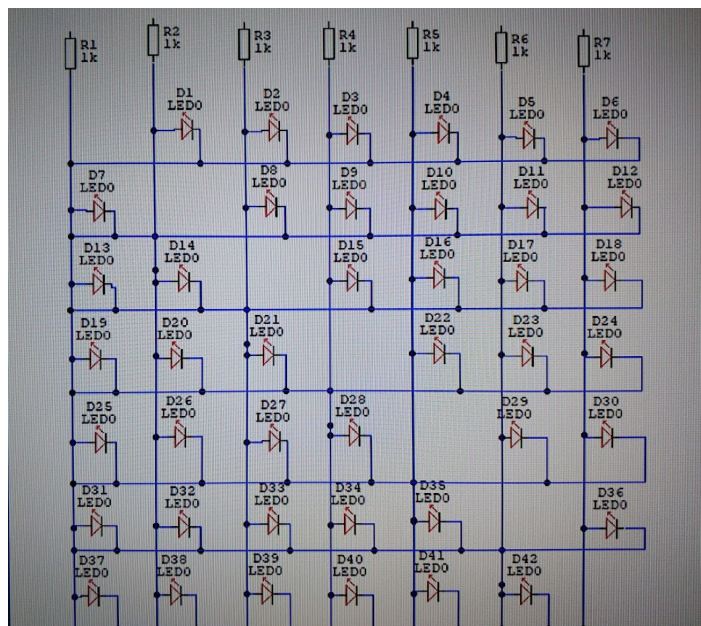 R1
1k
R2
1k
R3
1k
R4
1k
R5
1k
R6
1k
R7
1k
D1
LED0
D2
LED0
D3
LED0
D4
LED0
D5
LED0
D6
LED0
D7
LED0
D8
LED0
D9
LED0
D10
LED0
D11
LED0
D12
LED0
D13
LED0
D14
LED0
D15
LED0
D16
LED0
D17
LED0
D18
LED0
D19
LED0
D20
LED0
D21
LED0
D22
LED0
D23
LED0
D24
LED0
D25
LED0
D26
LED0
D27
LED0
D28
LED0
D29
LED0
D30
LED0
D31
LED0
D32
LED0
D33
LED0
D34
LED0
D35
LED0
D36
LED0
D37
LED0
D38
LED0
D39
LED0
D40
LED0
D41
LED0
D42
LED0